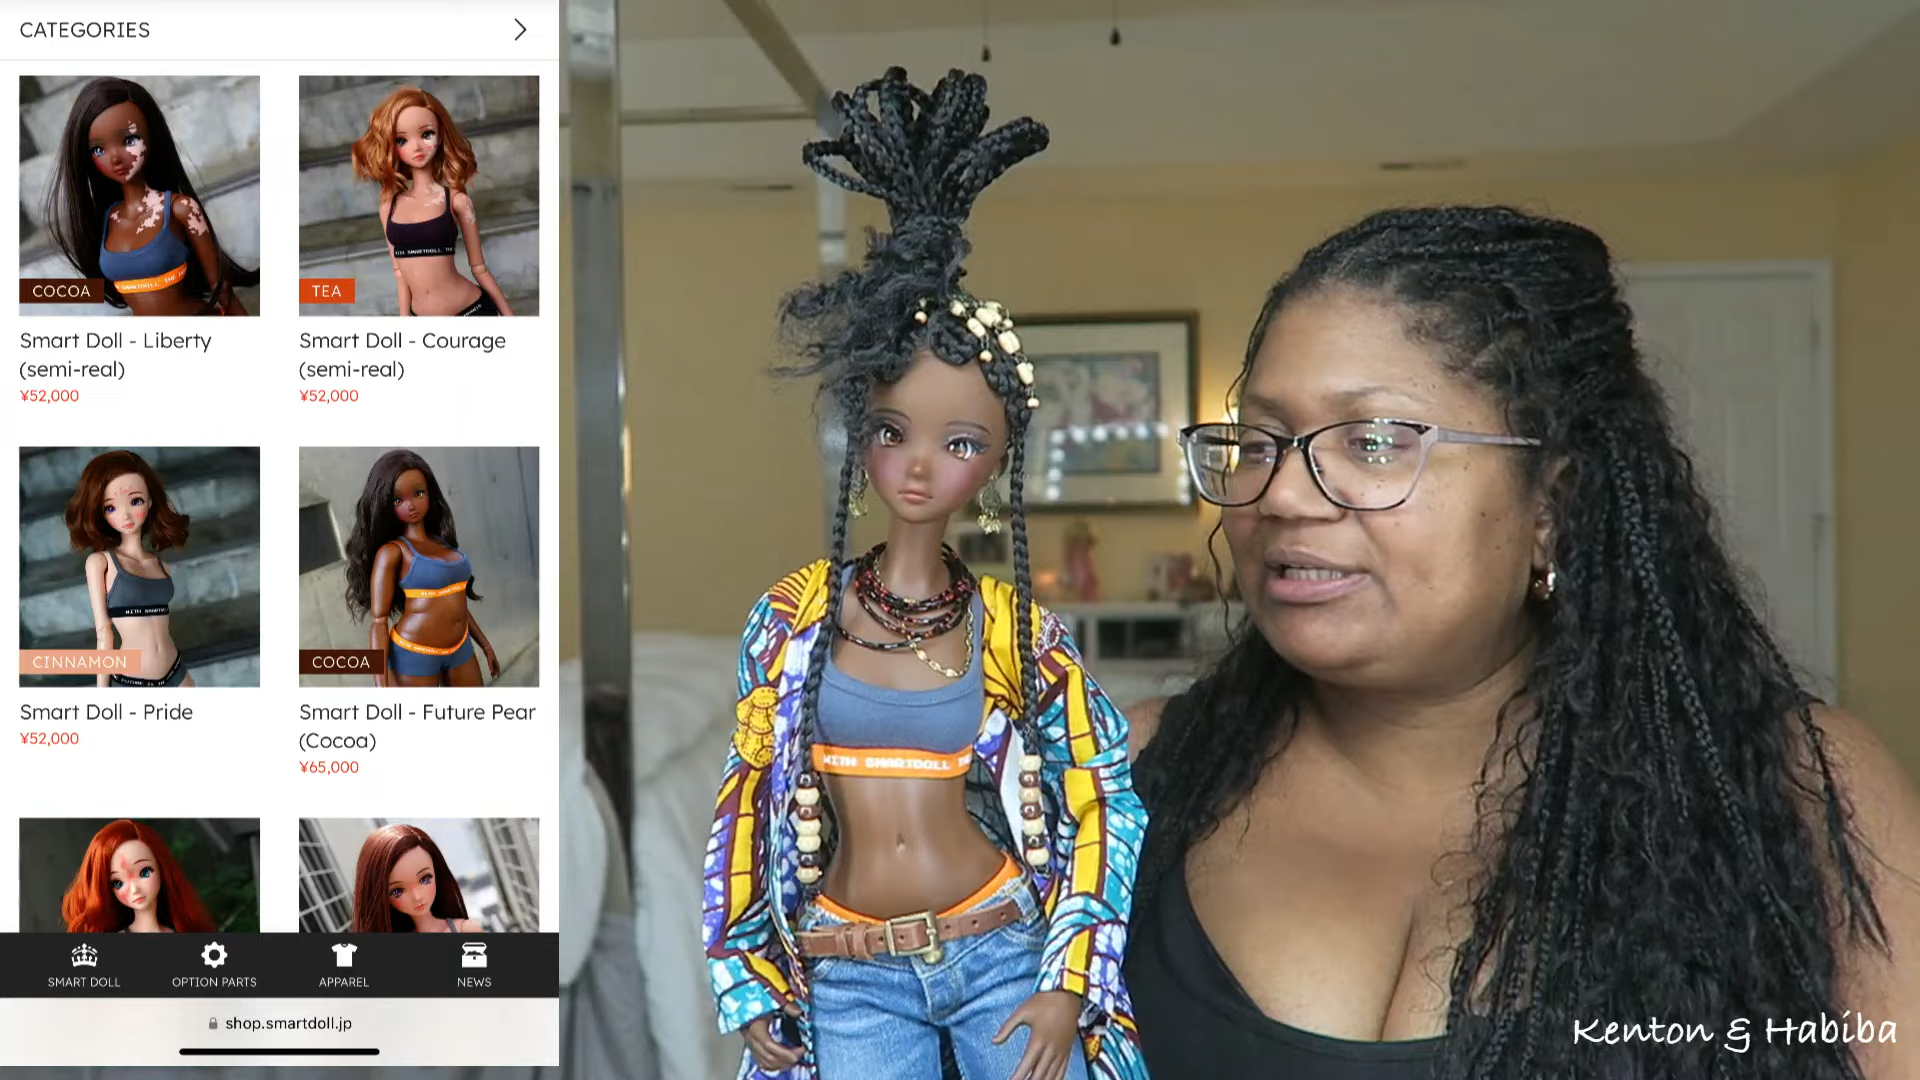 CATEGORIES
COCOA
TEA
Smart Doll - Liberty
(semi-real)
¥52,000
Smart Doll - Courage
(semi-real)
¥52,000
CINNAMON
COCOA
Smart Doll - Pride
¥52,000
Smart Doll - Future Pear
(Cocoa)
¥65,000
SMART DOLL
OPTION PARTS
APPAREL
NEWS
shop.smartdoll.jp
WITH SMARTDOLL
Kenton & Habiba